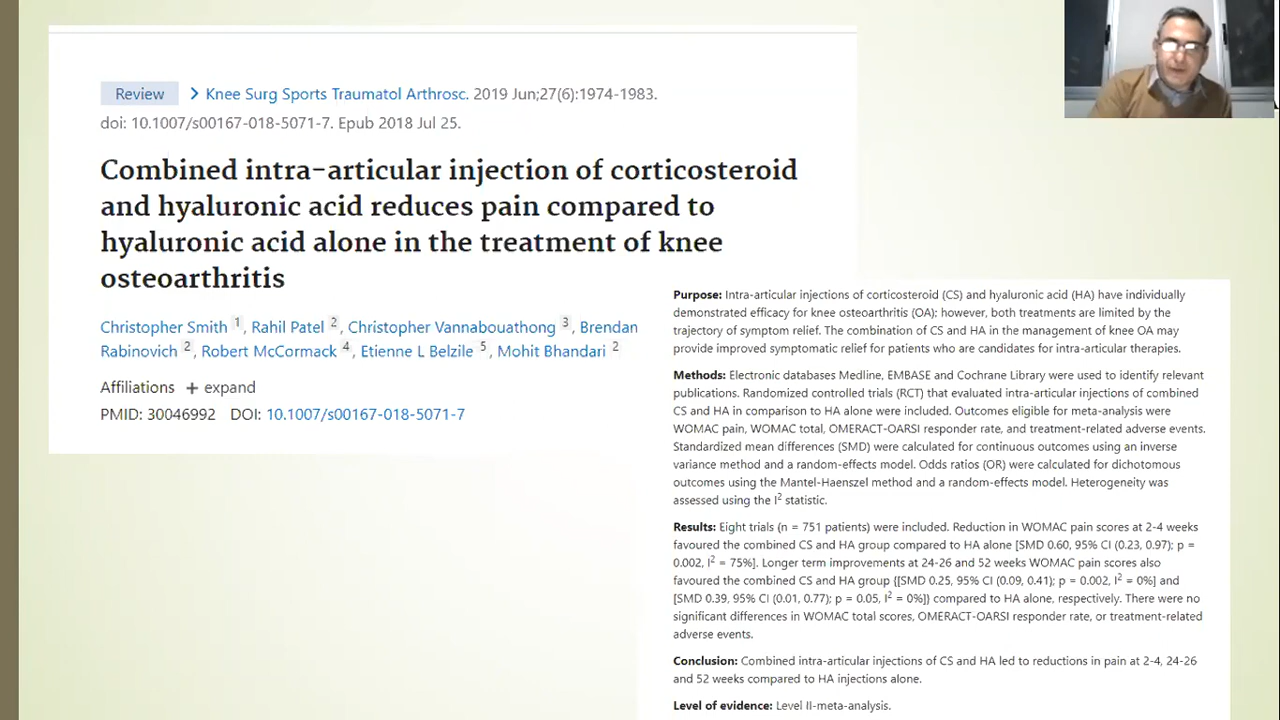 Review > Knee Surg Sports Traumatol Arthrosc. 2019 Jun;27(6):1974-1983.
doi: 10.1007/s00167-018-5071-7. Epub 2018 Jul 25.
Combined intra-articular injection of corticosteroid
and hyaluronic acid reduces pain compared to
hyaluronic acid alone in the treatment of knee
osteoarthritis
Christopher Smith 1, Rahil Patel 2, Christopher Vannabouathong 3, Brendan
Rabinovich 2, Robert McCormack 4, Etienne L Belzile 5, Mohit Bhandari 2
Affiliations + expand
PMID: 30046992 DOI: 10.1007/s00167-018-5071-7
Purpose: Intra-articular injections of corticosteroid (CS) and hyaluronic acid (HA) have individually
demonstrated efficacy for knee osteoarthritis (OA); however, both treatments are limited by the
trajectory of symptom relief. The combination of CS and HA in the management of knee OA may
provide improved symptomatic relief for patients who are candidates for intra-articular therapies.
Methods: Electronic databases Medline, EMBASE and Cochrane Library were used to identify relevant
publications. Randomized controlled trials (RCT) that evaluated intra-articular injections of combined
CS and HA in comparison to HA alone were included. Outcomes eligible for meta-analysis were
WOMAC pain, WOMAC total, OMERACT-OARSI responder rate, and treatment-related adverse events.
Standardized mean differences (SMD) were calculated for continuous outcomes using an inverse
variance method and a random-effects model. Odds ratios (OR) were calculated for dichotomous
outcomes using the Mantel-Haenszel method and a random-effects model. Heterogeneity was
assessed using the I2 statistic.
Results: Eight trials (n = 751 patients) were included. Reduction in WOMAC pain scores at 2-4 weeks
favoured the combined CS and HA group compared to HA alone [SMD 0.60, 95% CI (0.23, 0.97); p =
0.002, I2 = 75%]. Longer term improvements at 24-26 and 52 weeks WOMAC pain scores also
favoured the combined CS and HA group {[SMD 0.25, 95% CI (0.09, 0.41); p = 0.002, I2 = 0%] and
[SMD 0.39, 95% CI (0.01, 0.77); p = 0.05, I2 = 0%]} compared to HA alone, respectively. There were no
significant differences in WOMAC total scores, OMERACT-OARSI responder rate, or treatment-related
adverse events.
Conclusion: Combined intra-articular injections of CS and HA led to reductions in pain at 2-4, 24-26
and 52 weeks compared to HA injections alone.
Level of evidence: Level II-meta-analysis.